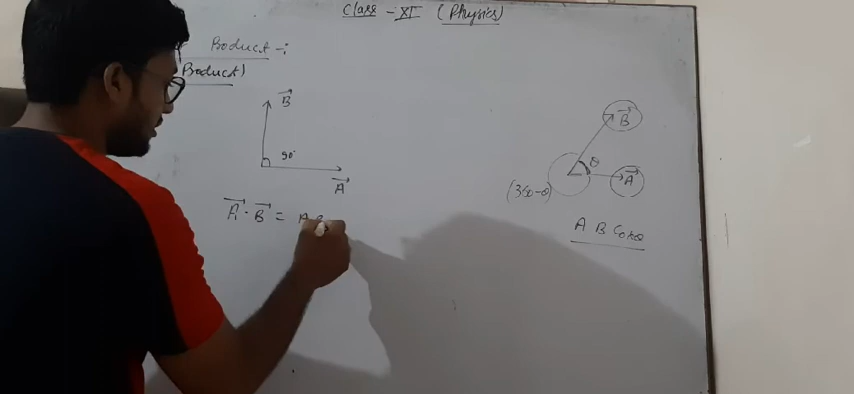 Class - XI (Physics)
Product -:
Product)
B
90°
A
A · B = A B
B
θ
A
(360-θ)
A B Cosθ